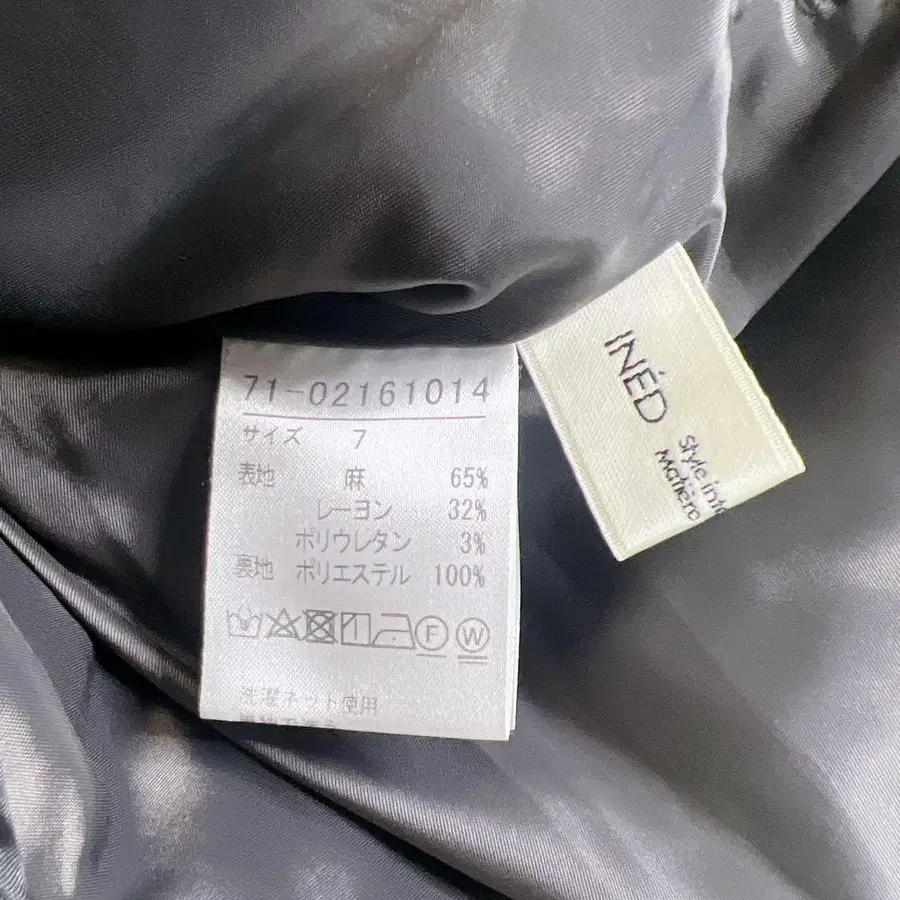 71-02161014
サイズ 7
表地 麻 65%
レーヨン 32%
ポリウレタン 3%
裏地 ポリエステル 100%
F W
洗濯ネット使用
INÉD
Style
Matière